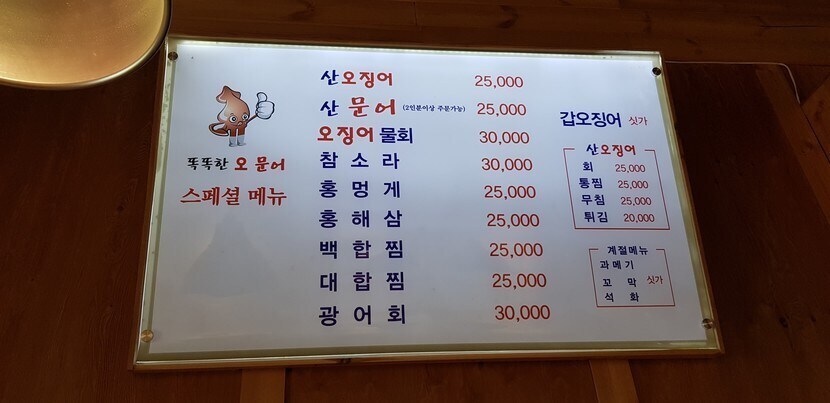 똑똑한 오 문어
스페셜 메뉴
산오징어 25,000
산 문어 (2인분이상 주문가능) 25,000
오징어 물회 30,000
참 소 라 30,000
홍 멍 게 25,000
홍 해 삼 25,000
백 합 찜 25,000
대 합 찜 25,000
광 어 회 30,000
갑오징어 싯가
산오징어
회 25,000
통찜 25,000
무침 25,000
튀김 20,000
계절메뉴
과 메 기
꼬 막 싯가
석 화